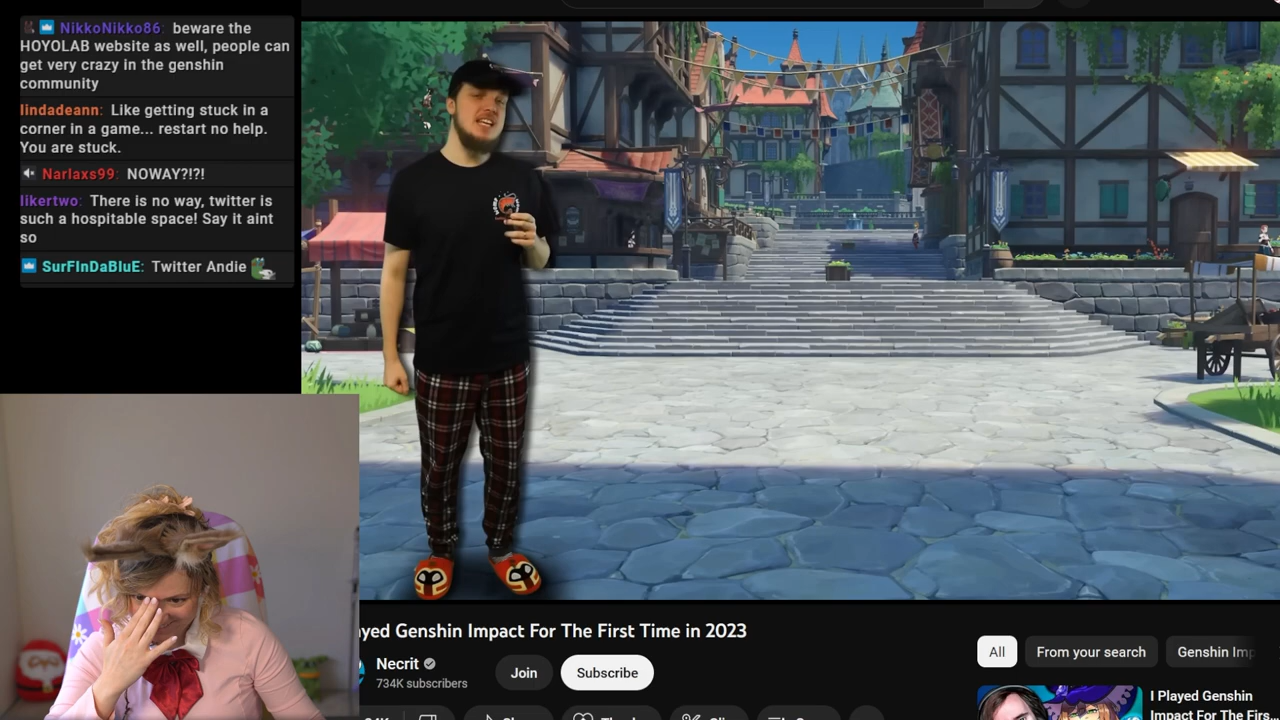 NikkoNikko86: beware the
HOYOLAB website as well, people can
get very crazy in the genshin
community
lindadeann: Like getting stuck in a
corner in a game... restart no help.
You are stuck.
Narlaxs99: NOWAY?!?!
likertwo: There is no way, twitter is
such a hospitable space! Say it aint
so
SurFInDaBluE: Twitter Andie
ayed Genshin Impact For The First Time in 2023
Necrit
734K subscribers
Join
Subscribe
All
From your search
Genshin Imp
I Played Genshin
Impact For The Firs